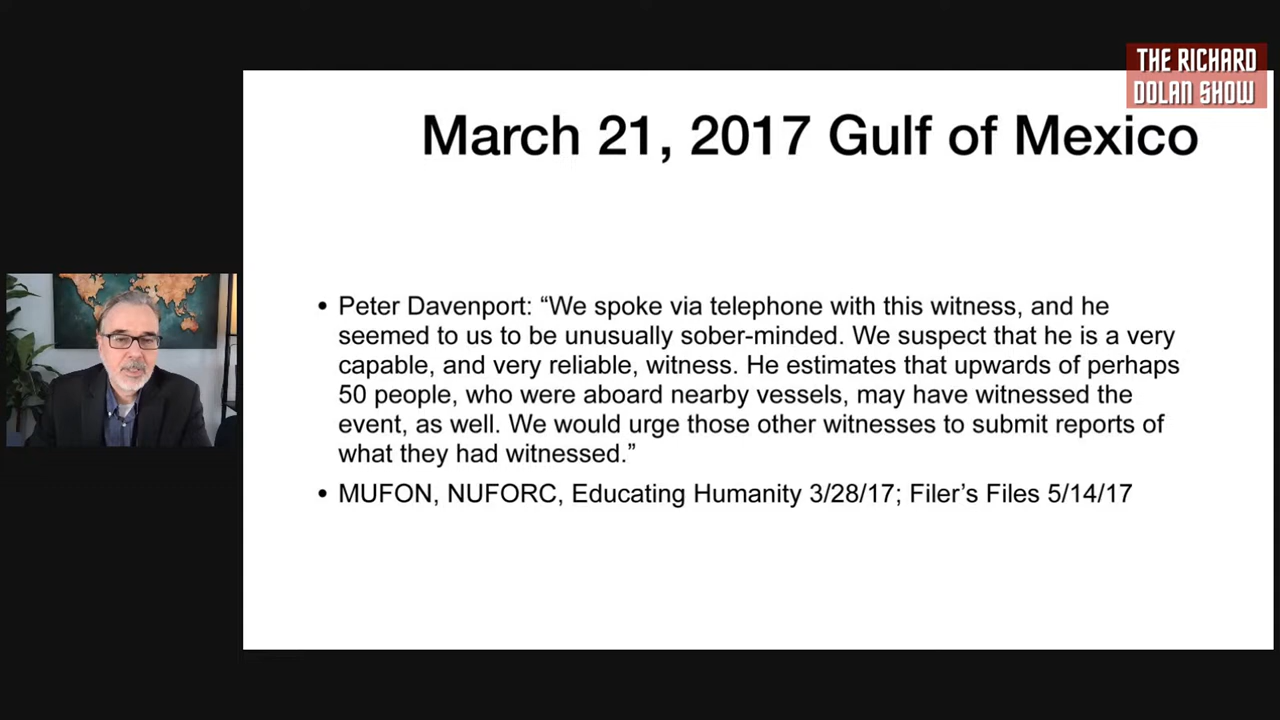 THE RICHARD
DOLAN SHOW
March 21, 2017 Gulf of Mexico
• Peter Davenport: “We spoke via telephone with this witness, and he
seemed to us to be unusually sober-minded. We suspect that he is a very
capable, and very reliable, witness. He estimates that upwards of perhaps
50 people, who were aboard nearby vessels, may have witnessed the
event, as well. We would urge those other witnesses to submit reports of
what they had witnessed.”
• MUFON, NUFORC, Educating Humanity 3/28/17; Filer’s Files 5/14/17